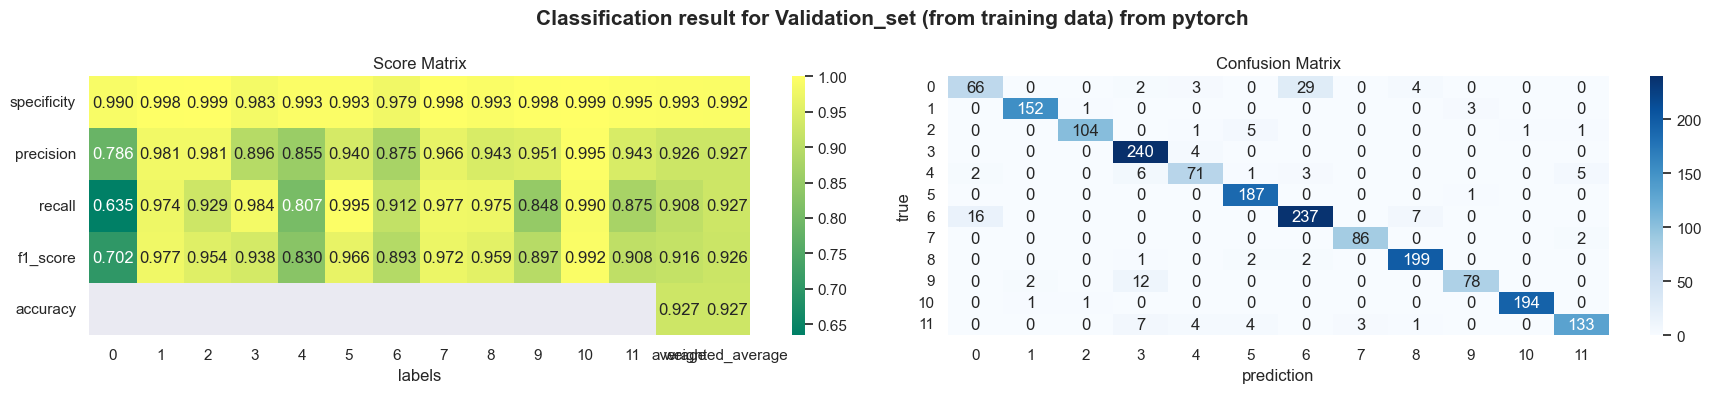 Classification result for Validation_set (from training data) from pytorch
Score Matrix
specificity 0.990 0.998 0.999 0.983 0.993 0.993 0.979 0.998 0.993 0.998 0.999 0.995 0.993 0.992
precision 0.786 0.981 0.981 0.896 0.855 0.940 0.875 0.966 0.943 0.951 0.995 0.943 0.926 0.927
recall 0.635 0.974 0.929 0.984 0.807 0.995 0.912 0.977 0.975 0.848 0.990 0.875 0.908 0.927
f1_score 0.702 0.977 0.954 0.938 0.830 0.966 0.893 0.972 0.959 0.897 0.992 0.908 0.916 0.926
accuracy 0.927 0.927
0 1 2 3 4 5 6 7 8 9 10 11 average weighted_average
labels
1.00
0.95
0.90
0.85
0.80
0.75
0.70
0.65
Confusion Matrix
true
0 66 0 0 2 3 0 29 0 4 0 0 0
1 0 152 1 0 0 0 0 0 0 3 0 0
2 0 0 104 0 1 5 0 0 0 0 1 1
3 0 0 0 240 4 0 0 0 0 0 0 0
4 2 0 0 6 71 1 3 0 0 0 0 5
5 0 0 0 0 0 187 0 0 0 1 0 0
6 16 0 0 0 0 0 237 0 7 0 0 0
7 0 0 0 0 0 0 0 86 0 0 0 2
8 0 0 0 1 0 2 2 0 199 0 0 0
9 0 2 0 12 0 0 0 0 0 78 0 0
10 0 1 1 0 0 0 0 0 0 0 194 0
11 0 0 0 7 4 4 0 3 1 0 0 133
0 1 2 3 4 5 6 7 8 9 10 11
prediction
200
150
100
50
0